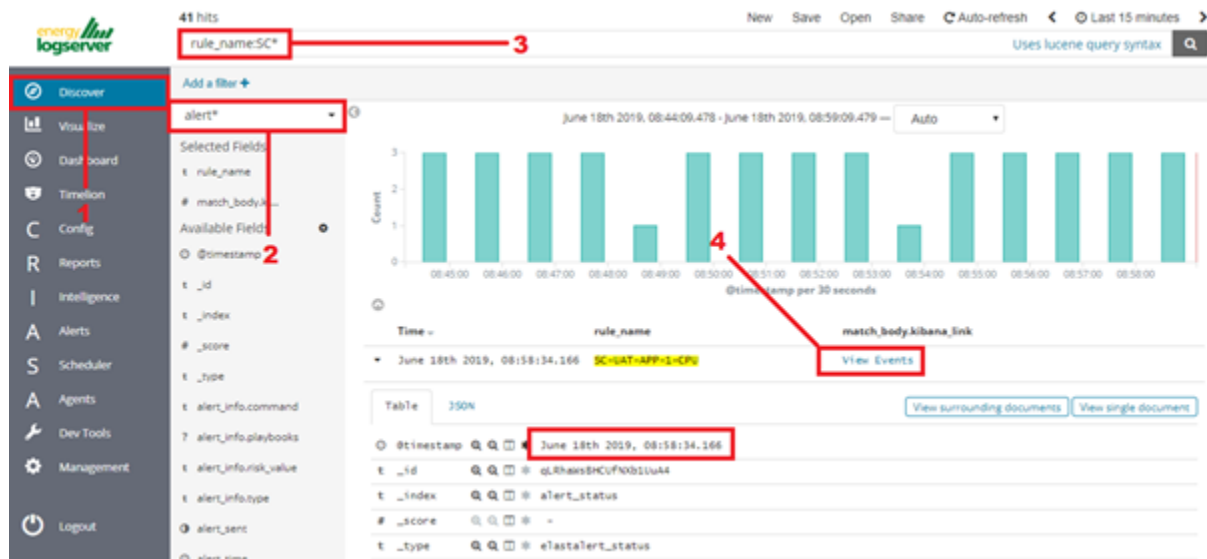 energy
logserver
41 hits
New Save Open Share Auto-refresh Last 15 minutes
rule_name:SC*
3
Uses lucene query syntax
Discover
Visualize
Dashboard
Timelion
1
C Config
R Reports
I Intelligence
A Alerts
S Scheduler
A Agents
Dev Tools
Management
Logout
Add a filter +
alert*
Selected Fields
t rule_name
# match_body.k...
Available Fields
2
@timestamp
t _id
t _index
# _score
t _type
t alert_info.command
? alert_info.playbooks
t alert_info.risk_value
t alert_info.type
alert_sent
alert_time
June 18th 2019, 08:44:09.478 - June 18th 2019, 08:59:09.479 —
Auto
Count
3
2
1
0
4
08:45:00 08:46:00 08:47:00 08:48:00 08:49:00 08:50:00 08:51:00 08:52:00 08:53:00 08:54:00 08:55:00 08:56:00 08:57:00 08:58:00
@timestamp per 30 seconds
Time rule_name match_body.kibana_link
June 18th 2019, 08:58:34.166 SC-UAT-APP-1-CPU View Events
Table JSON View surrounding documents View single document
@timestamp June 18th 2019, 08:58:34.166
t _id
t _index alert_status
# _score -
t _type elastalert_status